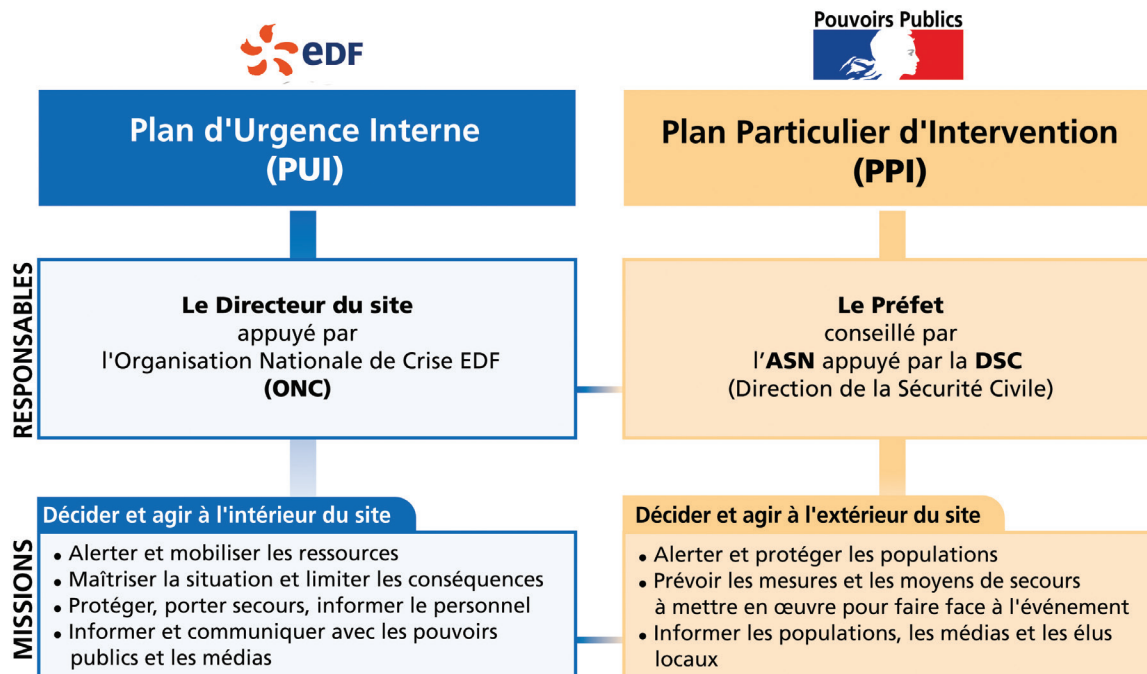 edF
Pouvoirs Publics
Plan d'Urgence Interne
(PUI)
Plan Particulier d'Intervention
(PPI)
RESPONSABLES
Le Directeur du site
appuyé par
l'Organisation Nationale de Crise EDF
(ONC)
Le Préfet
conseillé par
l'ASN appuyé par la DSC
(Direction de la Sécurité Civile)
MISSIONS
Décider et agir à l'intérieur du site
• Alerter et mobiliser les ressources
• Maîtriser la situation et limiter les conséquences
• Protéger, porter secours, informer le personnel
• Informer et communiquer avec les pouvoirs
publics et les médias
Décider et agir à l'extérieur du site
• Alerter et protéger les populations
• Prévoir les mesures et les moyens de secours
à mettre en œuvre pour faire face à l'événement
• Informer les populations, les médias et les élus
locaux